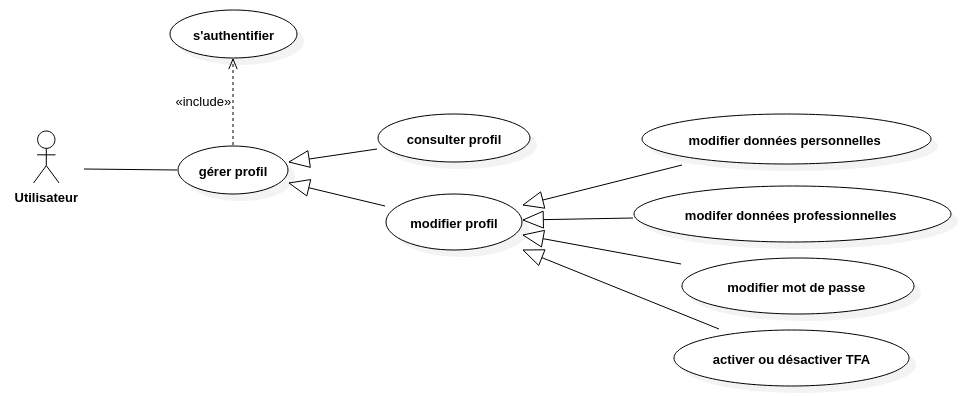 s'authentifier
«include»
consulter profil
modifier données personnelles
gérer profil
Utilisateur
modifier profil
modifer données professionnelles
modifier mot de passe
activer ou désactiver TFA